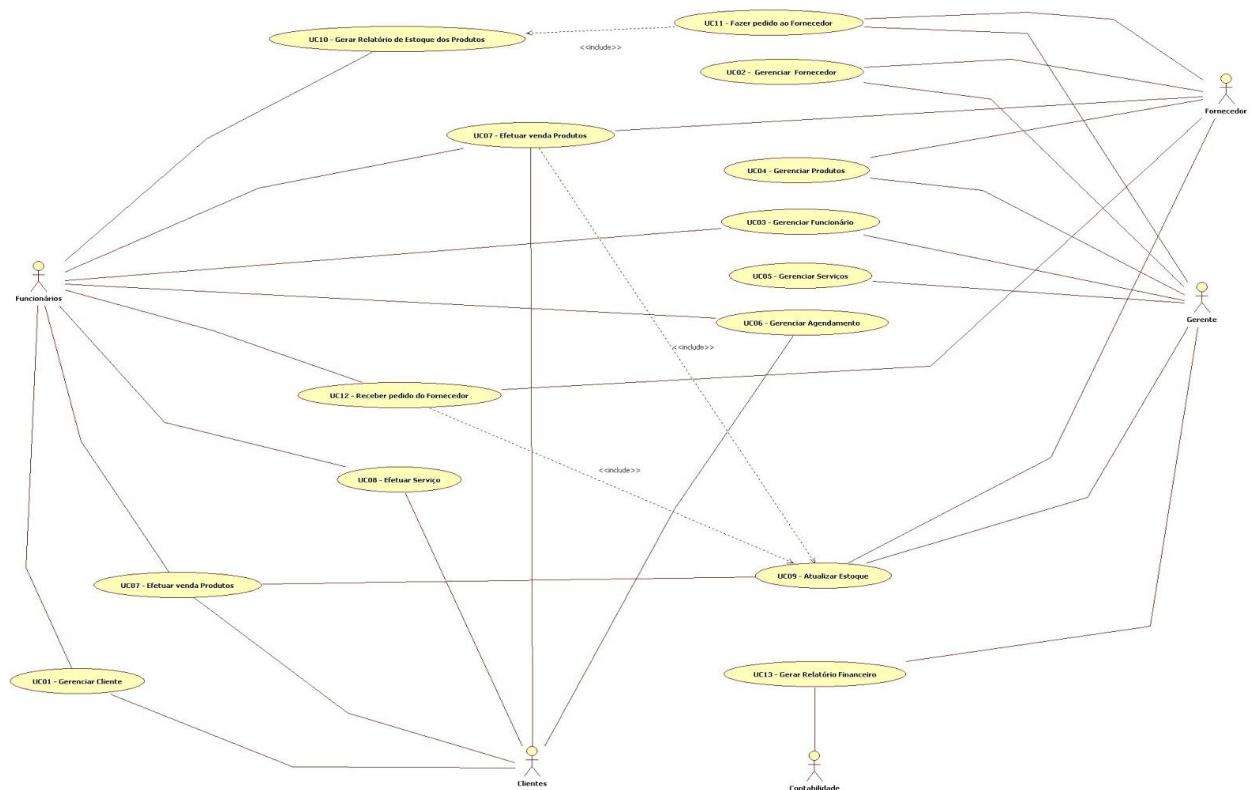 UC11 - Fazer pedido ao Fornecedor
UC10 - Gerar Relatório de Estoque dos Produtos
<<include>>
UC02 - Gerenciar Fornecedor
Fornecedor
UC07 - Efetuar venda Produtos
UC04 - Gerenciar Produtos
UC03 - Gerenciar Funcionário
UC05 - Gerenciar Serviços
Funcionários
Gerente
UC06 - Gerenciar Agendamento
<<include>>
UC12 - Receber pedido do Fornecedor
<<include>>
UC08 - Efetuar Serviço
UC09 - Atualizar Estoque
UC07 - Efetuar venda Produtos
UC13 - Gerar Relatório Financeiro
UC01 - Gerenciar Cliente
Clientes
Contabilidade